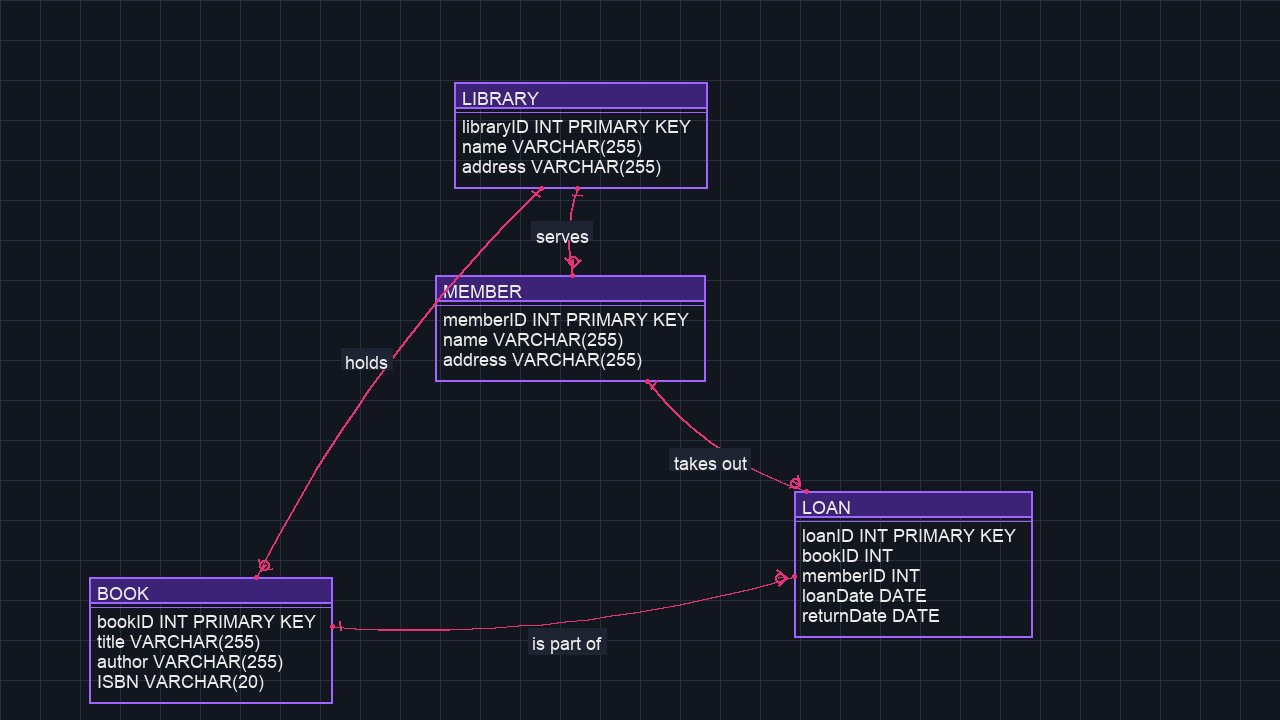 LIBRARY
libraryID INT PRIMARY KEY
name VARCHAR(255)
address VARCHAR(255)
serves
MEMBER
memberID INT PRIMARY KEY
name VARCHAR(255)
address VARCHAR(255)
holds
takes out
LOAN
loanID INT PRIMARY KEY
bookID INT
memberID INT
loanDate DATE
returnDate DATE
BOOK
bookID INT PRIMARY KEY
title VARCHAR(255)
author VARCHAR(255)
ISBN VARCHAR(20)
is part of